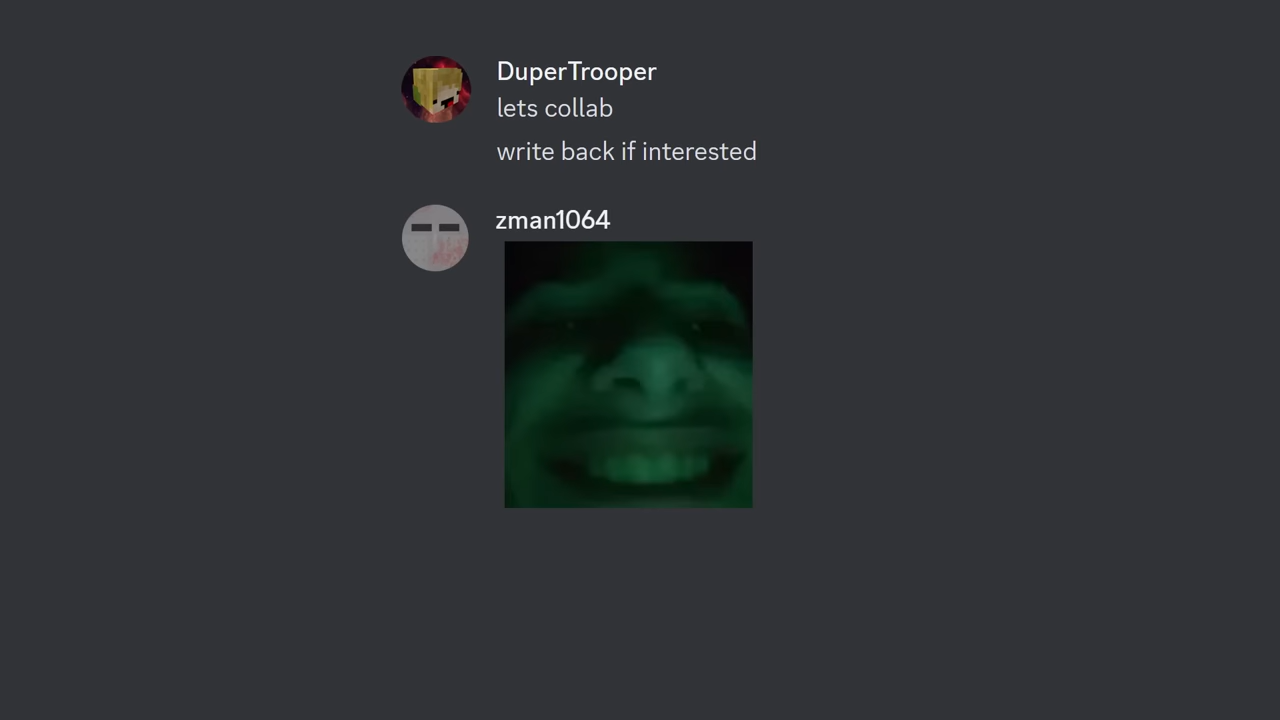 DuperTrooper
lets collab
write back if interested
zman1064